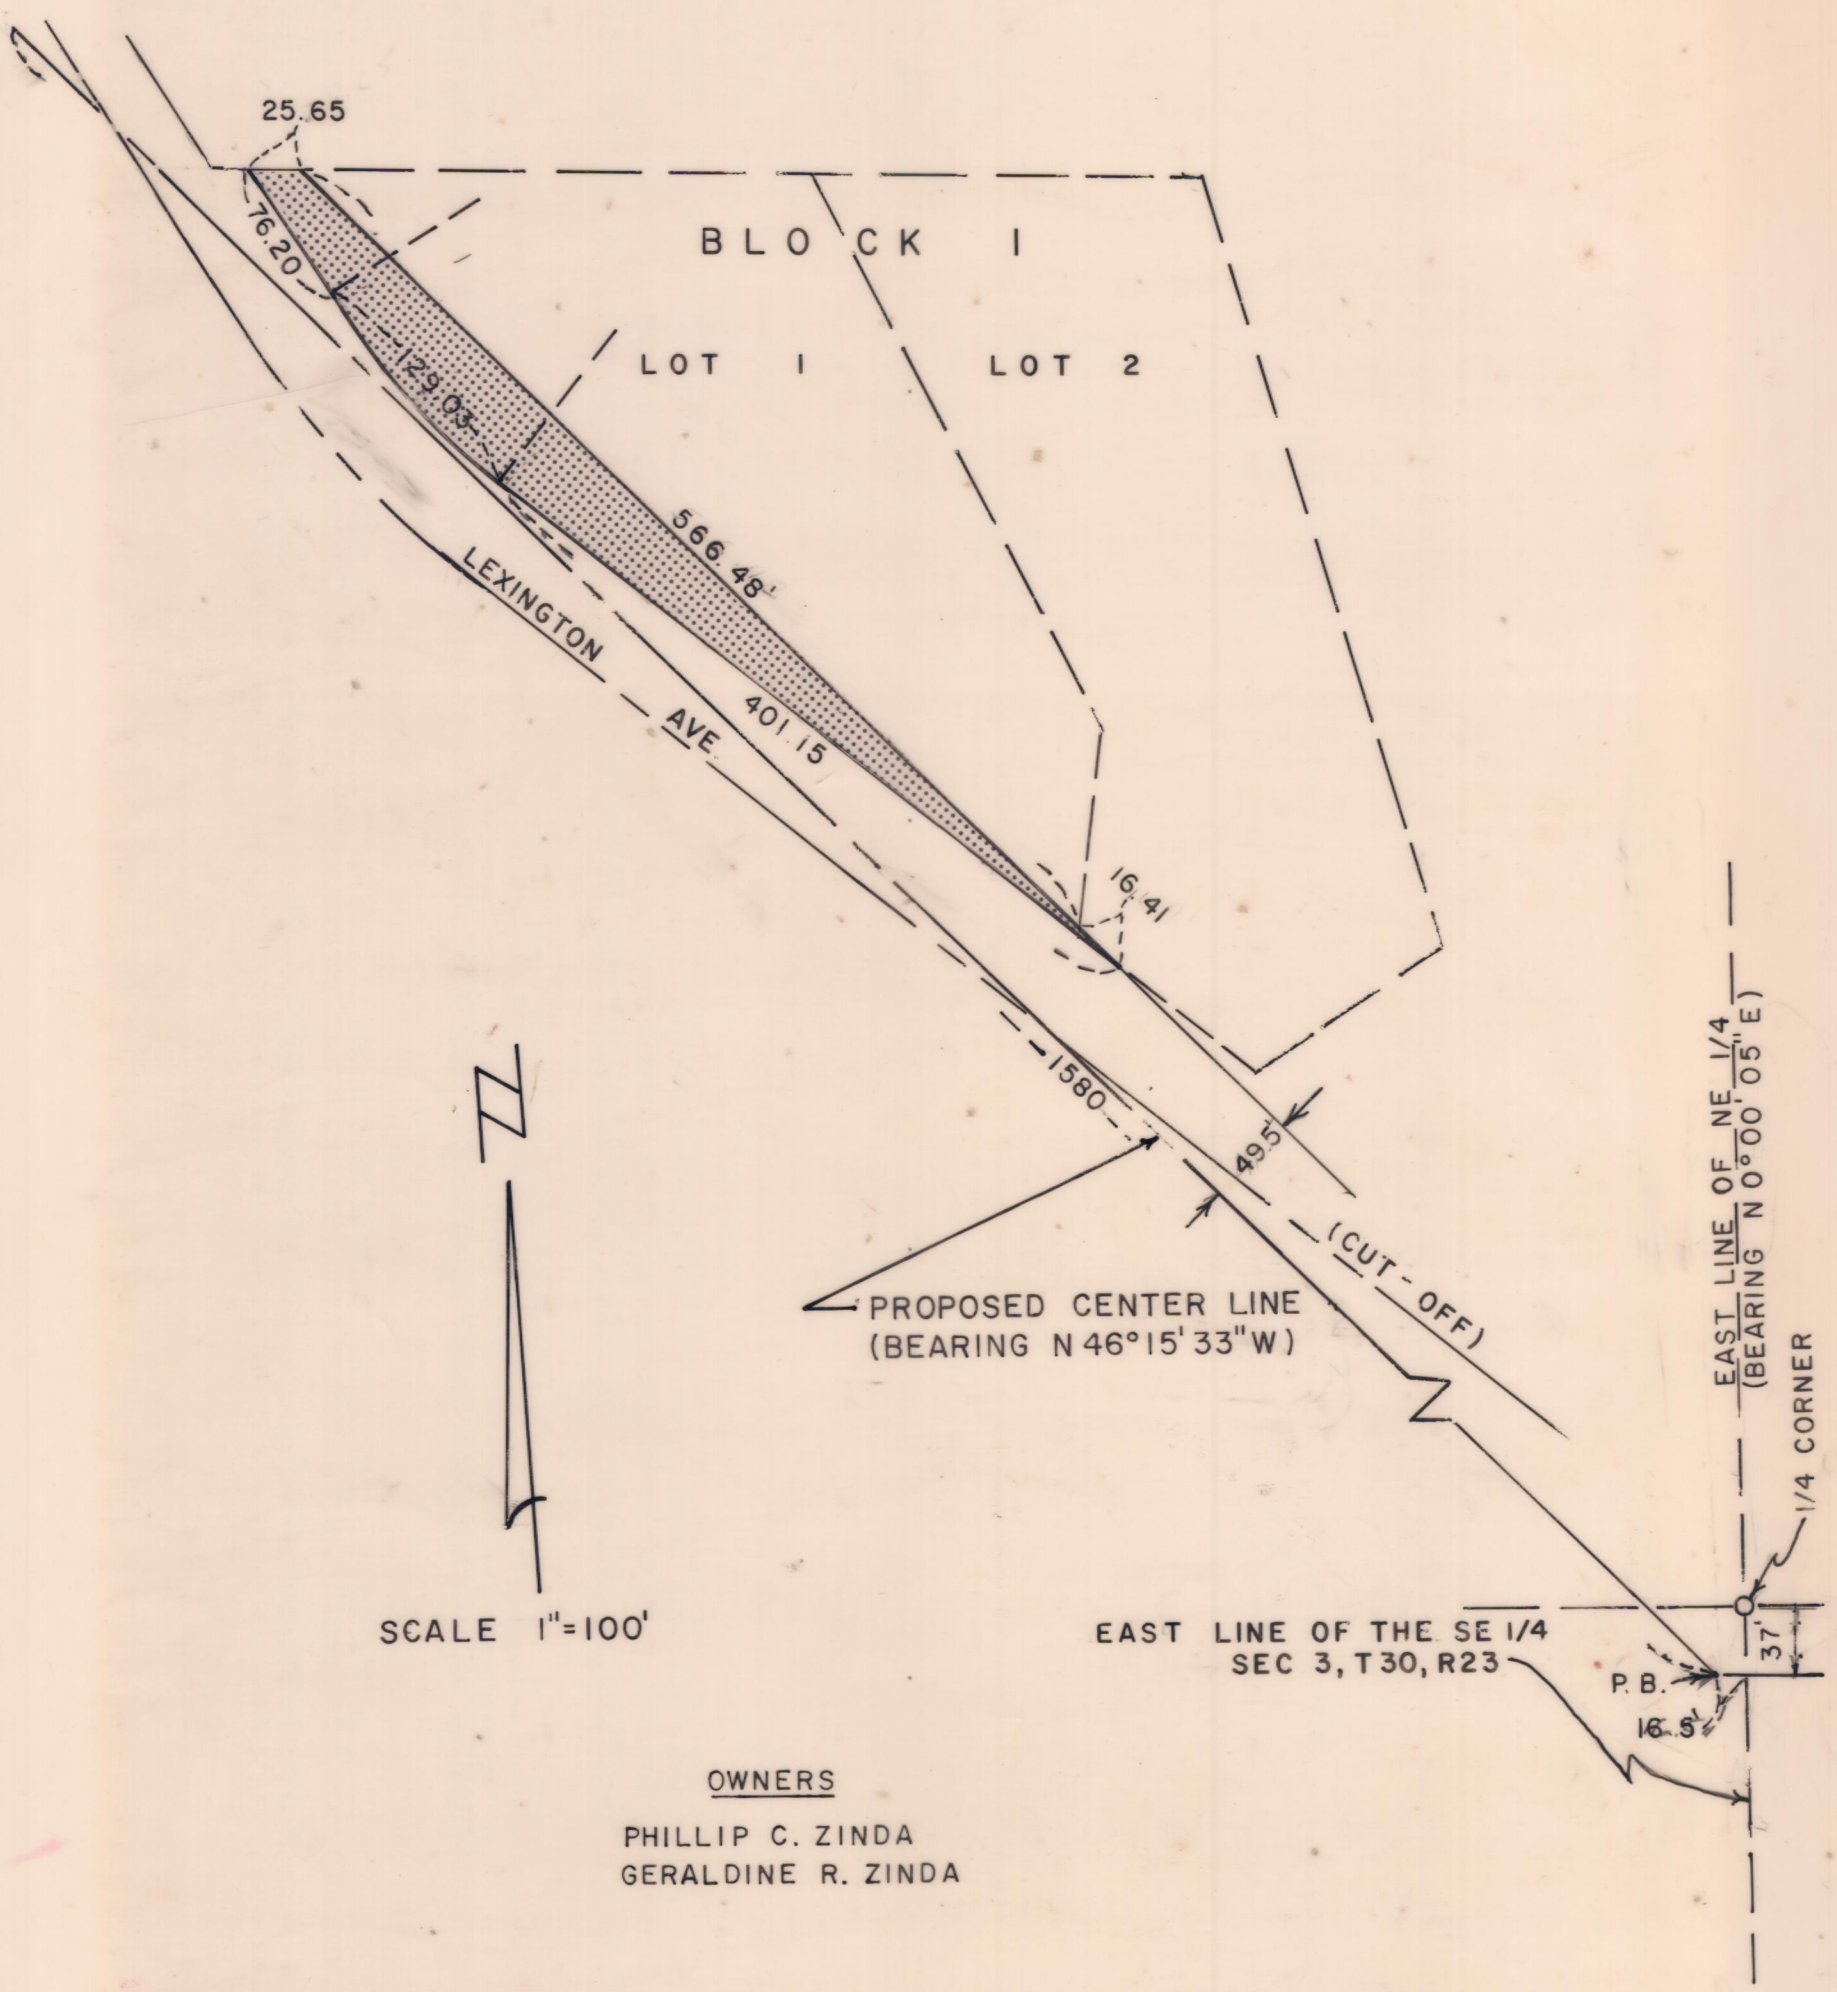 25.65
76.20
BLOCK 1
LOT 1
LOT 2
129.03
566.48'
LEXINGTON
AVE
401.15
16.41
1580
49.5'
(CUT-OFF)
PROPOSED CENTER LINE
(BEARING N 46°15'33"W)
EAST LINE OF NE 1/4
(BEARING N 0°00'05"E)
1/4 CORNER
SCALE 1"=100'
EAST LINE OF THE SE 1/4
SEC 3, T30, R23
37'
P. B.
16.5'
OWNERS
PHILLIP C. ZINDA
GERALDINE R. ZINDA